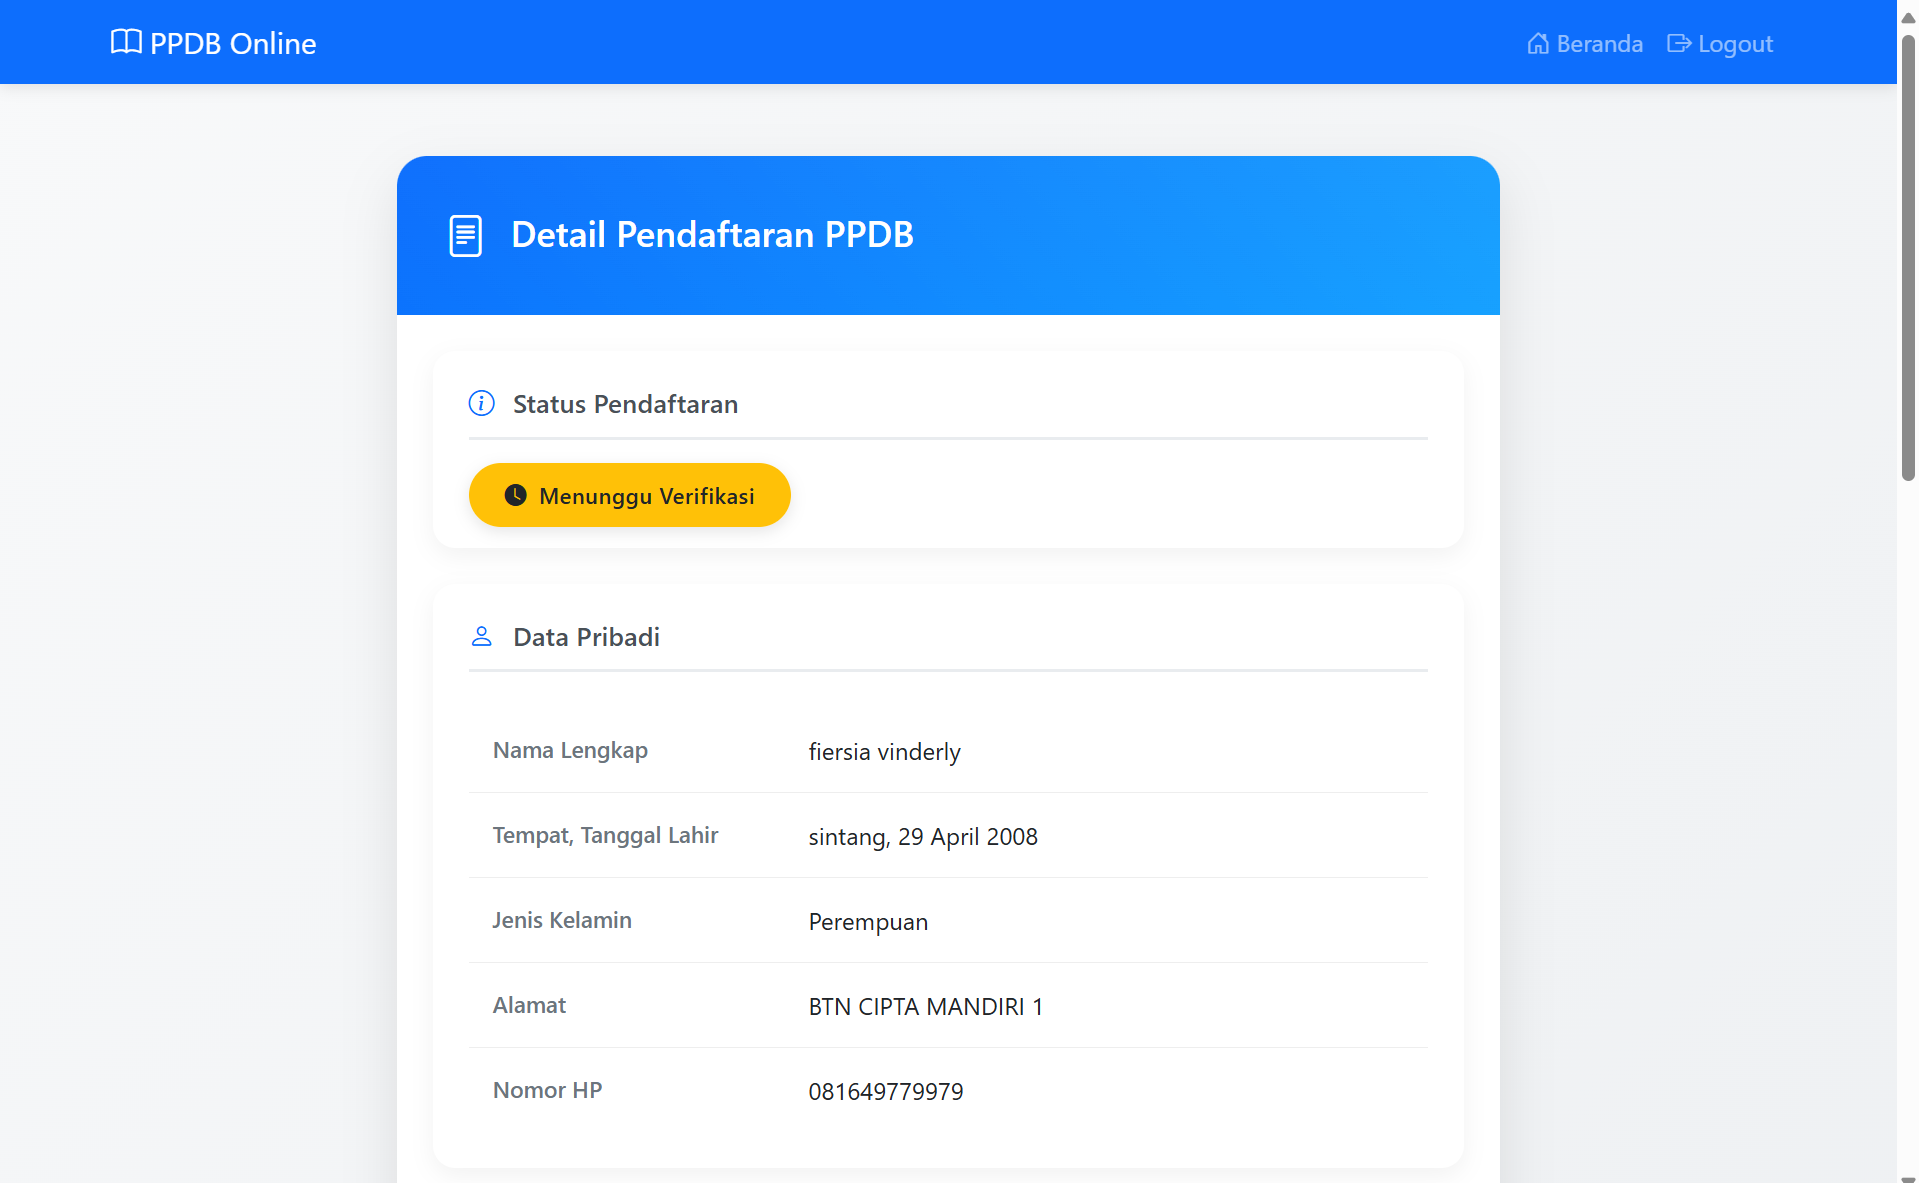 PPDB Online
Beranda
Logout
Detail Pendaftaran PPDB
Status Pendaftaran
Menunggu Verifikasi
Data Pribadi
Nama Lengkap
fiersia vinderly
Tempat, Tanggal Lahir
sintang, 29 April 2008
Jenis Kelamin
Perempuan
Alamat
BTN CIPTA MANDIRI 1
Nomor HP
081649779979